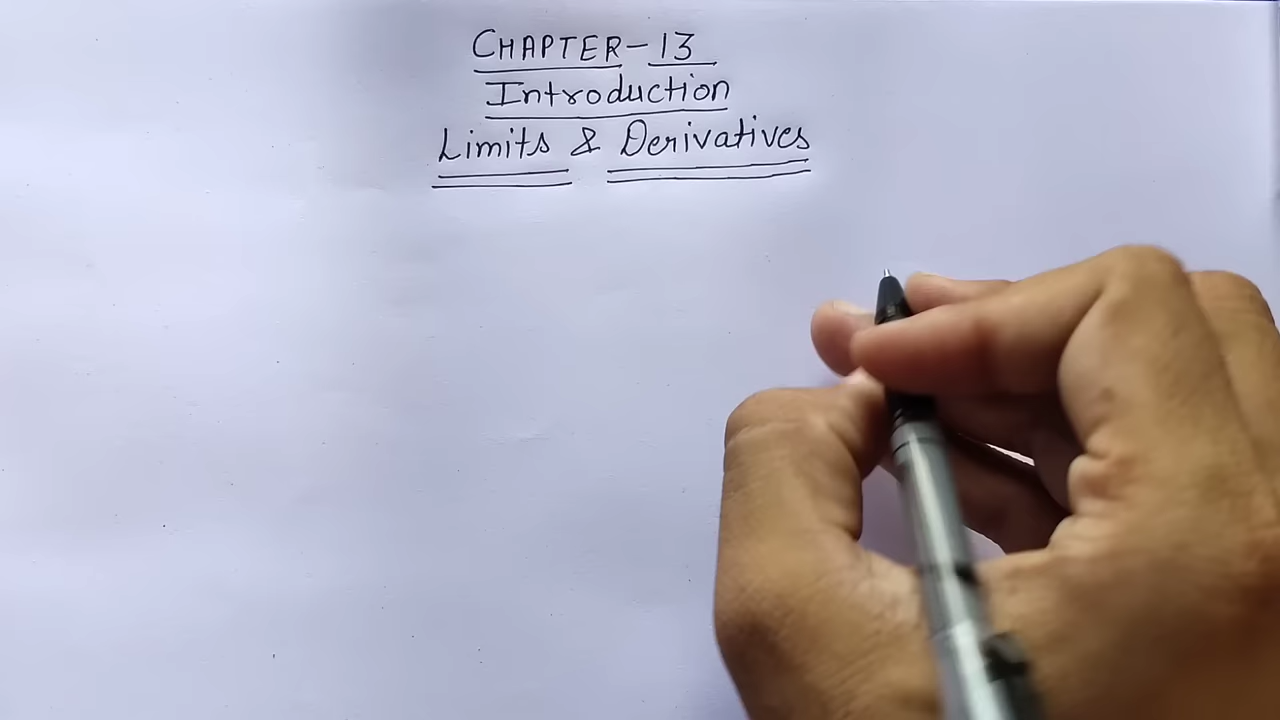 CHAPTER-13
Introduction
Limits & Derivatives